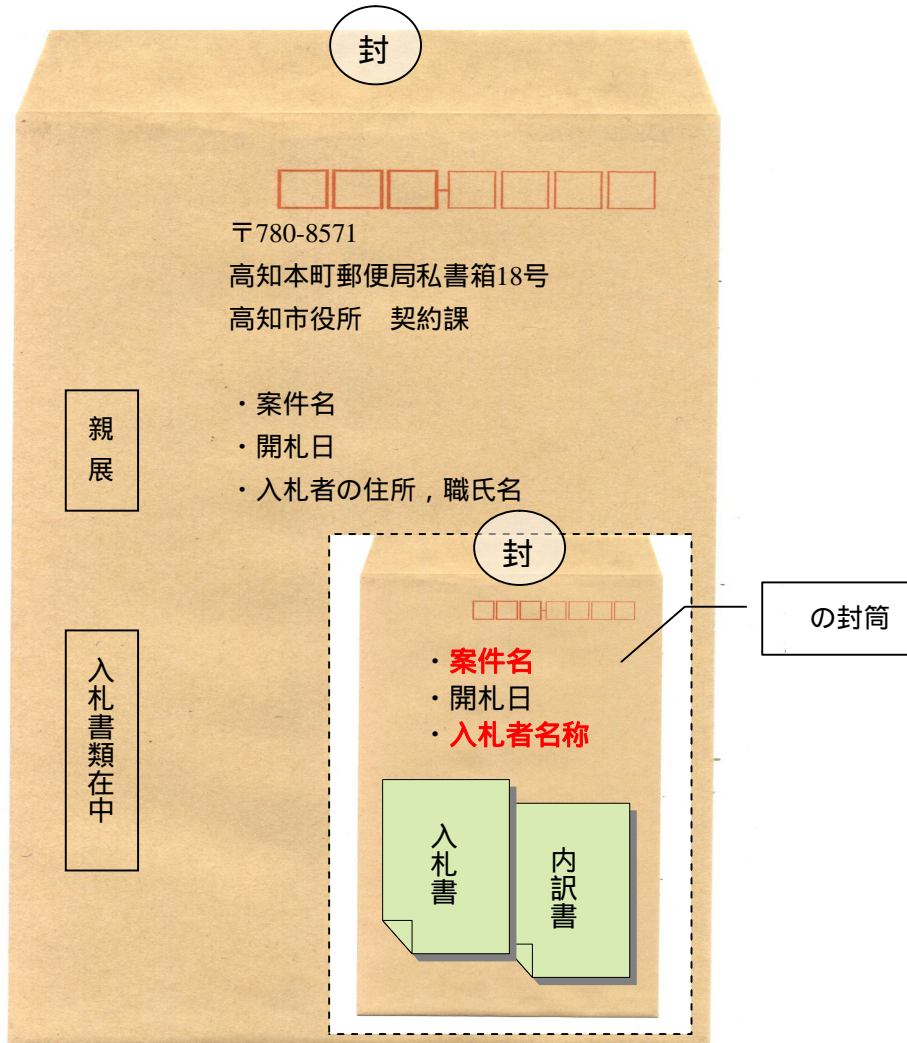 封
〒780-8571
高知本町郵便局私書箱18号
高知市役所　契約課
親展
・案件名
・開札日
・入札者の住所，職氏名
入札書類在中
封
・案件名
・開札日
・入札者名称
入札書
内訳書
の封筒